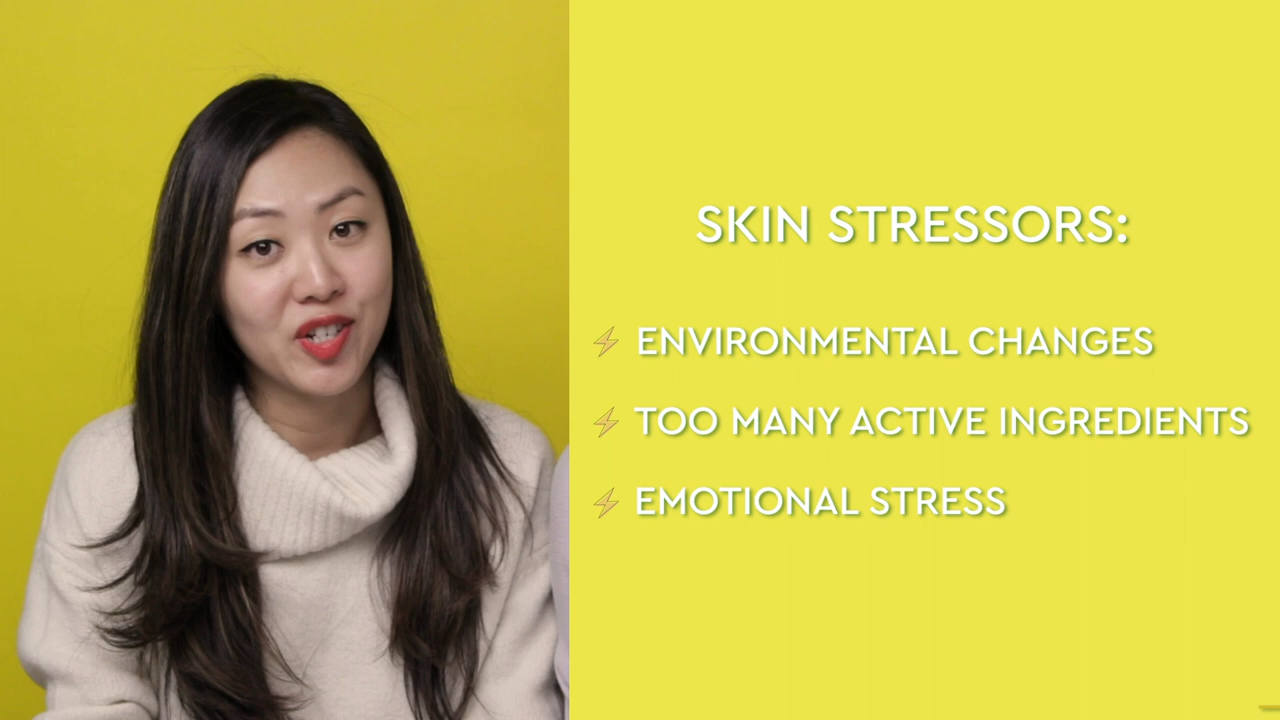 SKIN STRESSORS:
⚡ ENVIRONMENTAL CHANGES
⚡ TOO MANY ACTIVE INGREDIENTS
⚡ EMOTIONAL STRESS